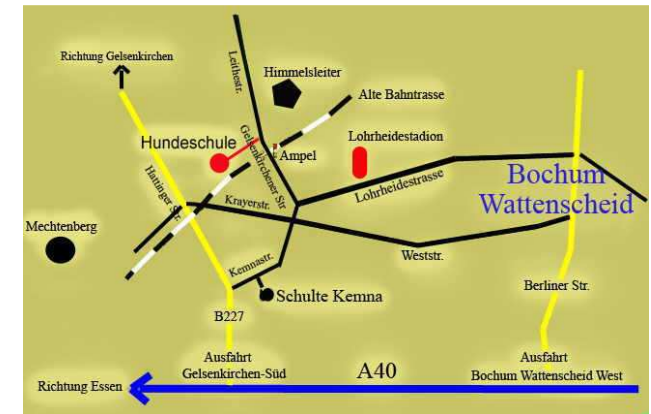 Richtung Gelsenkirchen
Leithestr.
Himmelsleiter
Alte Bahntrasse
Hundeschule
Gelsenkirchener Str
Ampel
Lohrheidestadion
Lohrheidestrasse
Bochum
Wattenscheid
Hattinger Str.
Krayerstr.
Mechtenberg
Weststr.
Kemnastr.
Schulte Kemna
Berliner Str.
B227
Ausfahrt
Gelsenkirchen-Süd
A40
Ausfahrt
Bochum Wattenscheid West
Richtung Essen